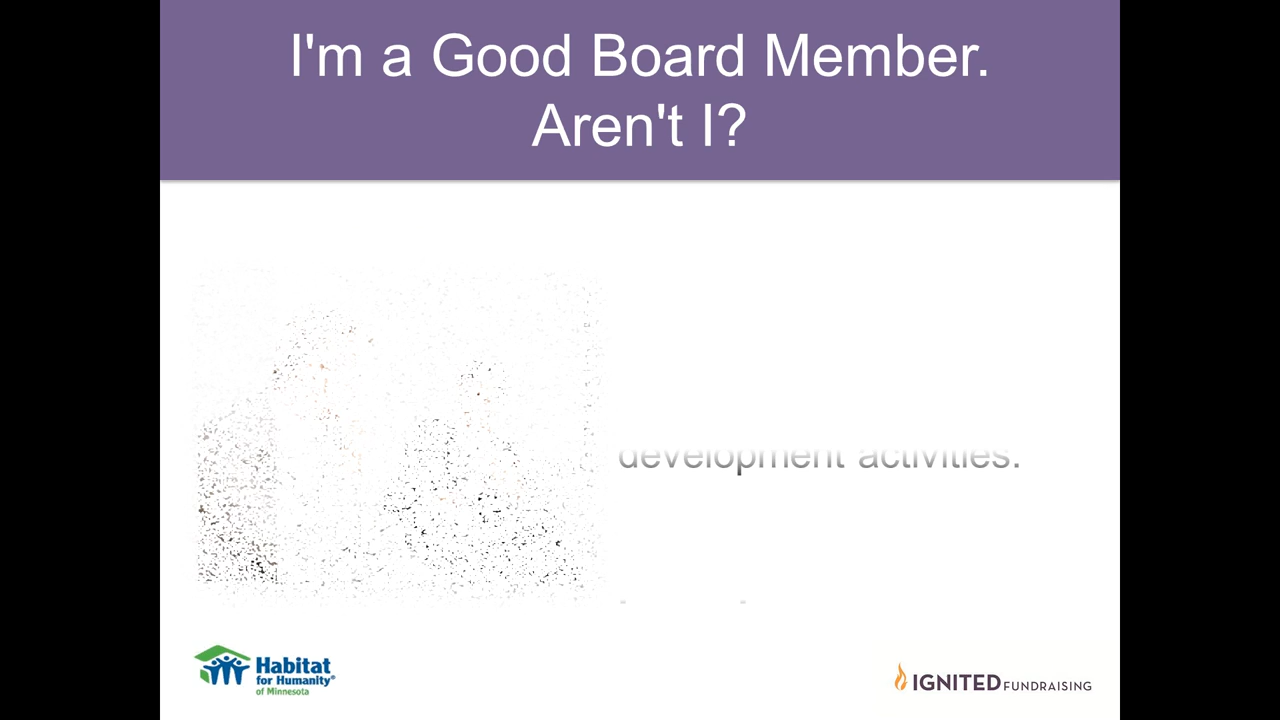 I'm a Good Board Member.
Aren't I?
development activities.
Habitat
for Humanity®
of Minnesota
IGNITED FUNDRAISING